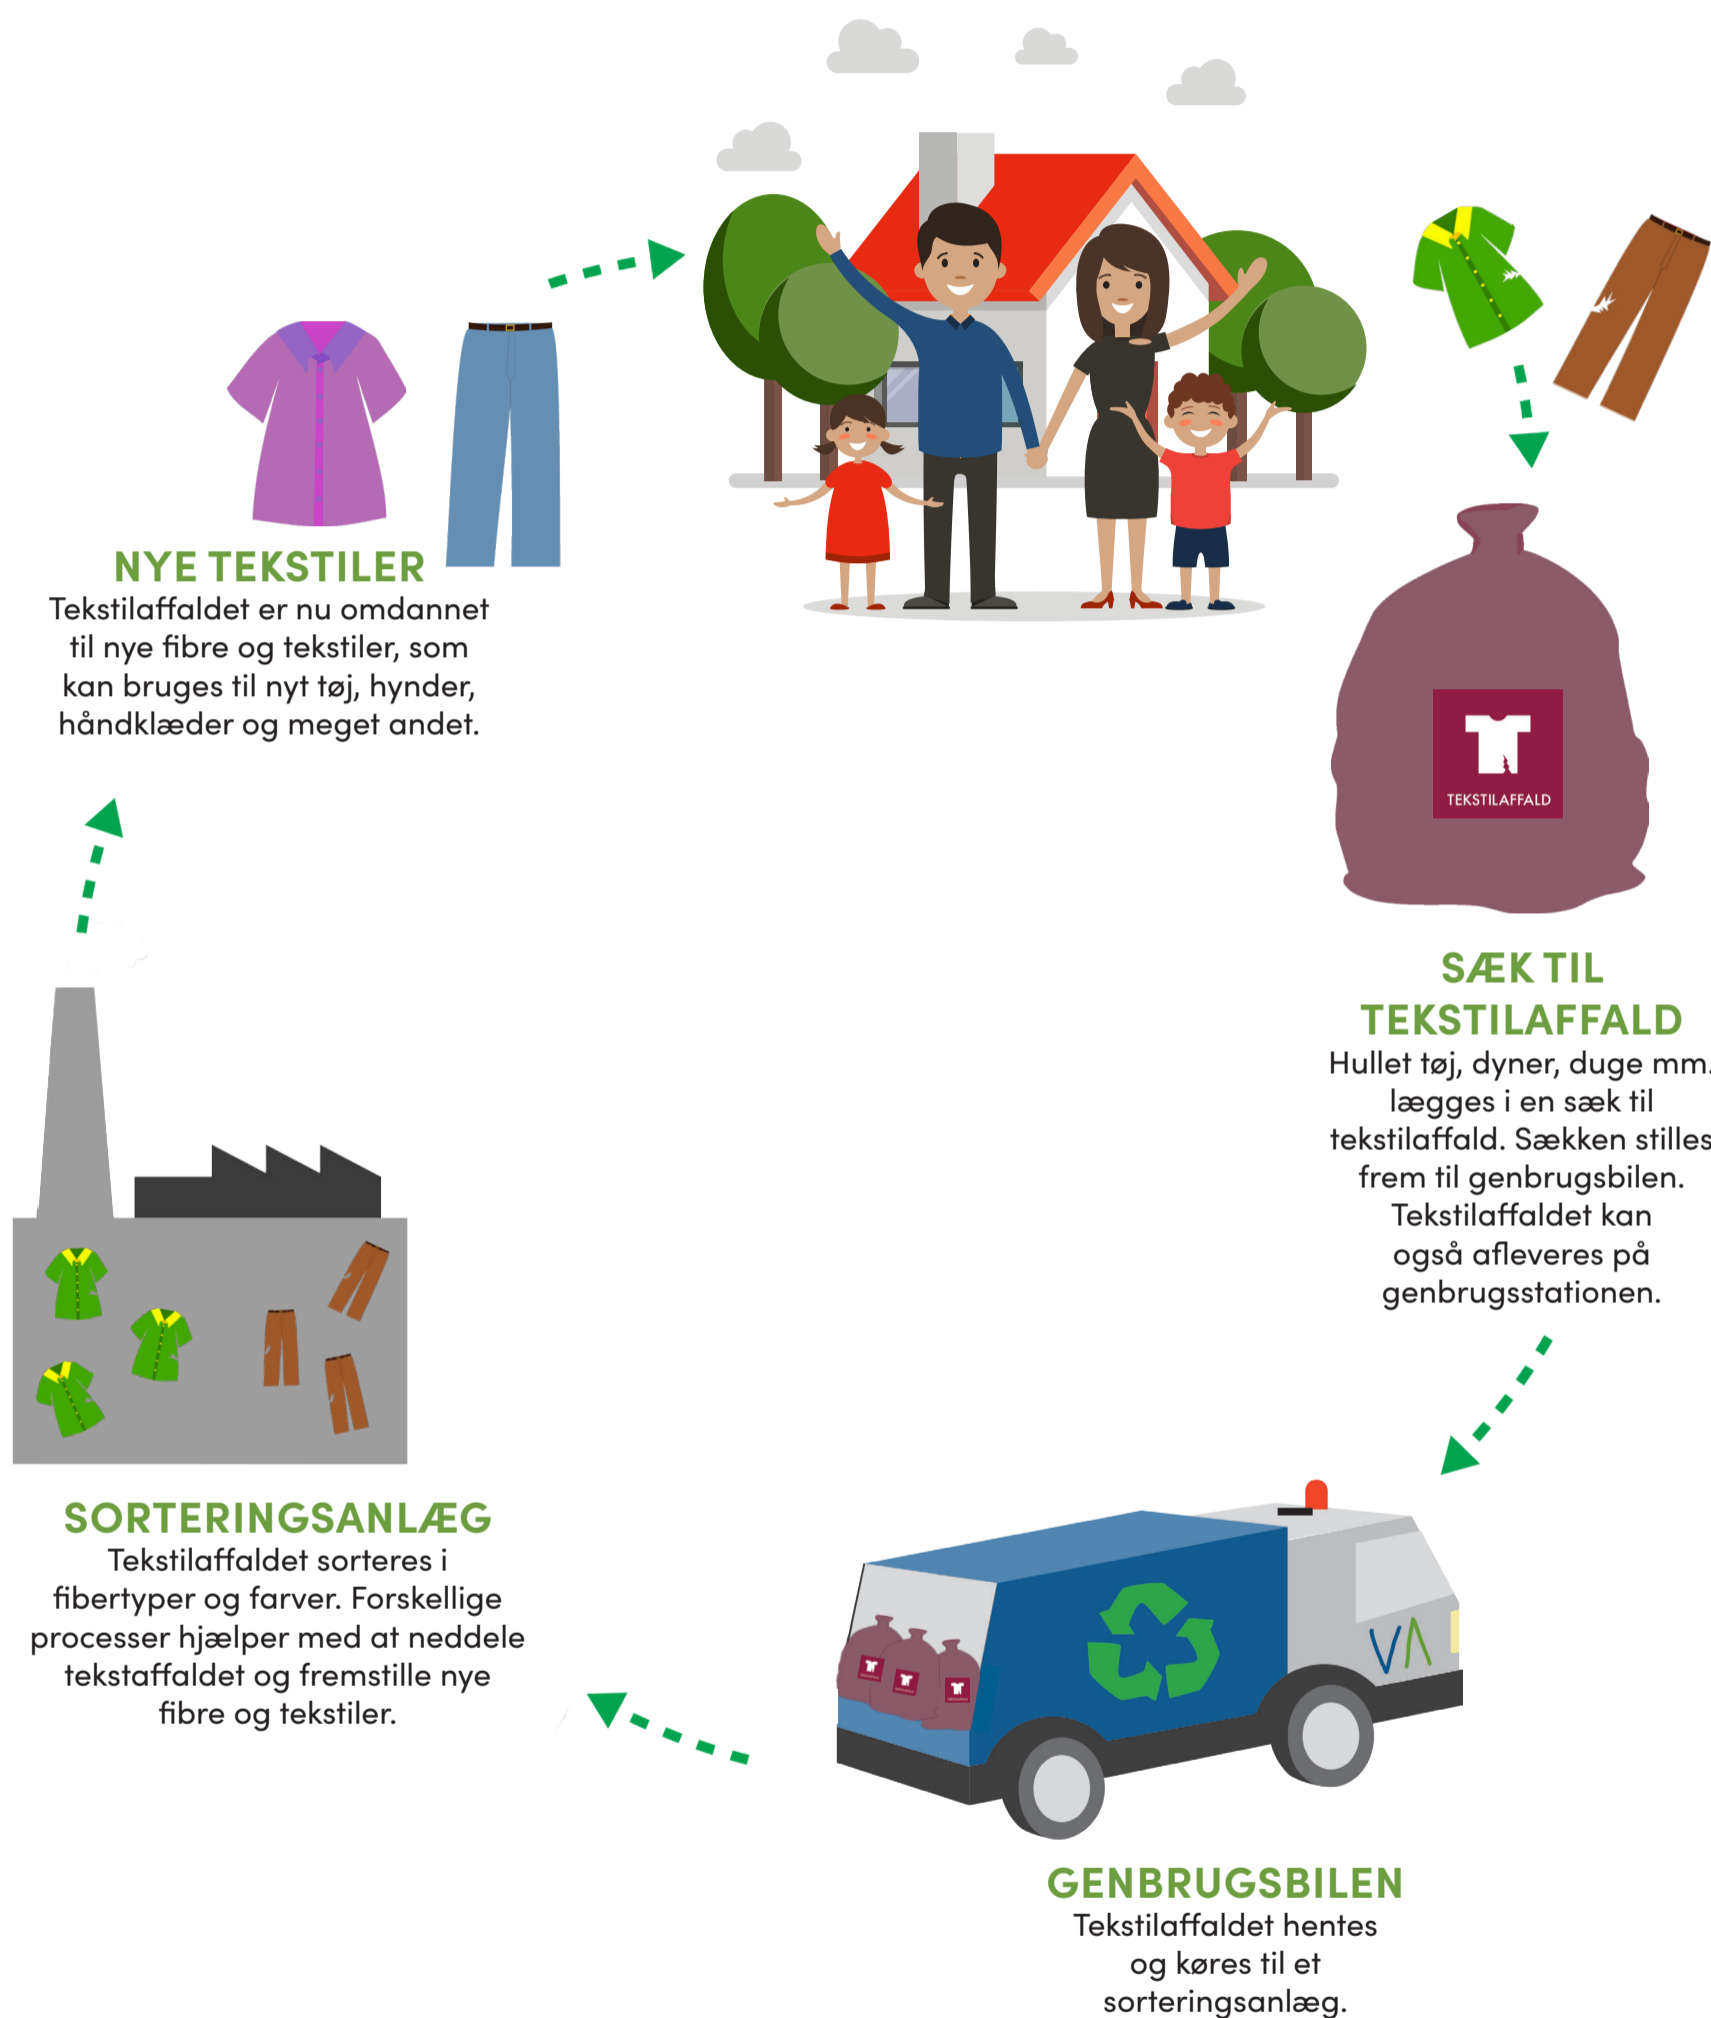 NYE TEKSTILER
Tekstilaffaldet er nu omdannet
til nye fibre og tekstiler, som
kan bruges til nyt tøj, hynder,
håndklæder og meget andet.
TEKSTILAFFALD
SÆK TIL
TEKSTILAFFALD
Hullet tøj, dyner, duge mm.
lægges i en sæk til
tekstilaffald. Sækken stilles
frem til genbrugsbilen.
Tekstilaffaldet kan
også afleveres på
genbrugsstationen.
SORTERINGSANLÆG
Tekstilaffaldet sorteres i
fibertyper og farver. Forskellige
processer hjælper med at neddele
tekstaffaldet og fremstille nye
fibre og tekstiler.
VA
GENBRUGSBILEN
Tekstilaffaldet hentes
og køres til et
sorteringsanlæg.